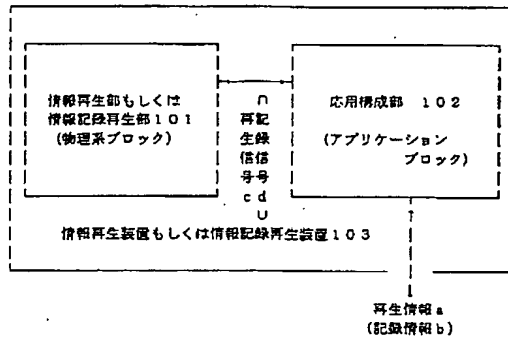 情報再生部もしくは
情報記録再生部101
(物理系ブロック)
再生信号c
(記録信号d)
応用構成部 102
(アプリケーション
ブロック)
情報再生装置もしくは情報記録再生装置103
再生情報a
(記録情報b)